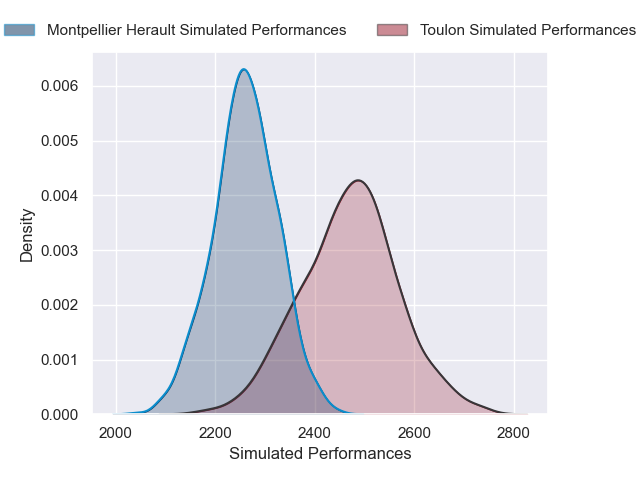 Montpellier Herault Simulated Performances
Toulon Simulated Performances
0.006
0.005
0.004
0.003
0.002
0.001
0.000
Density
2000 2200 2400 2600 2800
Simulated Performances